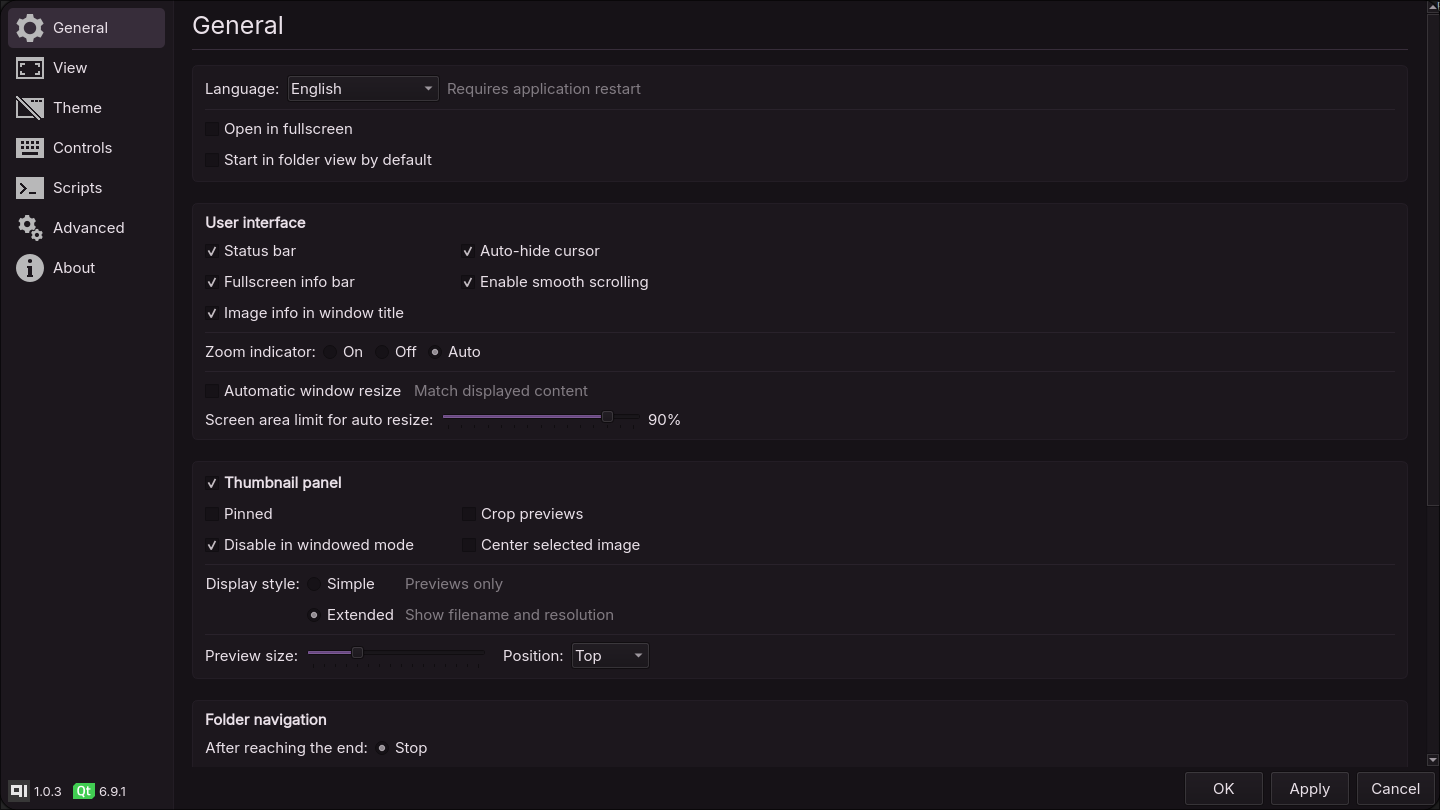 General
View
Theme
Controls
Scripts
Advanced
About
qi 1.0.3 Qt 6.9.1
General
Language: English Requires application restart
Open in fullscreen
Start in folder view by default
User interface
Status bar Auto-hide cursor
Fullscreen info bar Enable smooth scrolling
Image info in window title
Zoom indicator: On Off Auto
Automatic window resize Match displayed content
Screen area limit for auto resize: 90%
Thumbnail panel
Pinned Crop previews
Disable in windowed mode Center selected image
Display style: Simple Previews only
Extended Show filename and resolution
Preview size: Position: Top
Folder navigation
After reaching the end: Stop
OK Apply Cancel